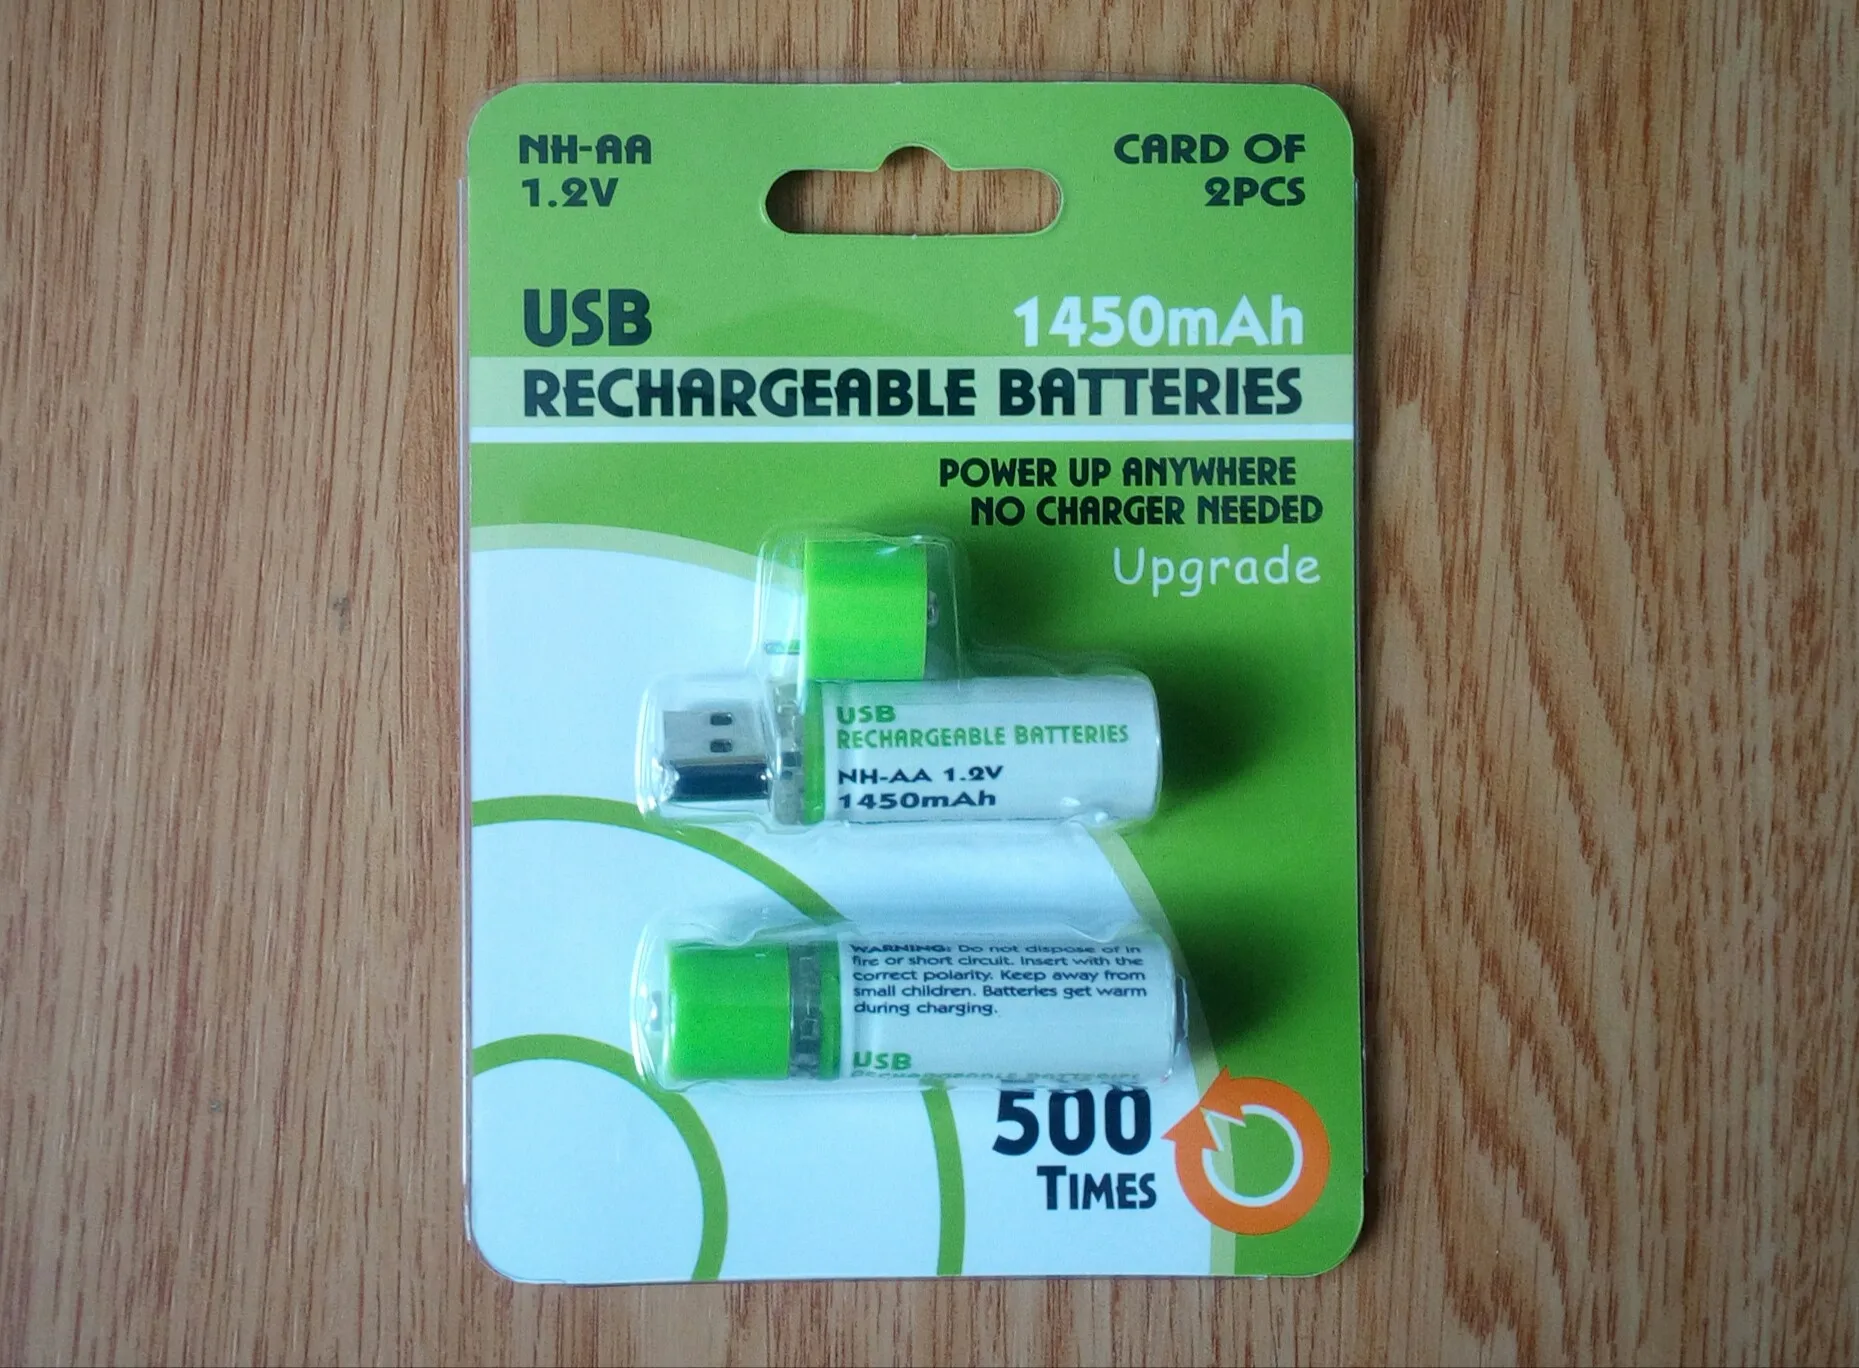 NH-AA
1.2V
CARD OF
2PCS
USB
1450mAh
RECHARGEABLE BATTERIES
POWER UP ANYWHERE
NO CHARGER NEEDED
Upgrade
USB
RECHARGEABLE BATTERIES
NH-AA 1.2V
1450mAh
WARNING: Do not dispose of in
fire or short circuit. Insert with the
correct polarity. Keep away from
small children. Batteries get warm
during charging.
USB
RECHARGEABLE BATTERIES
500
TIMES